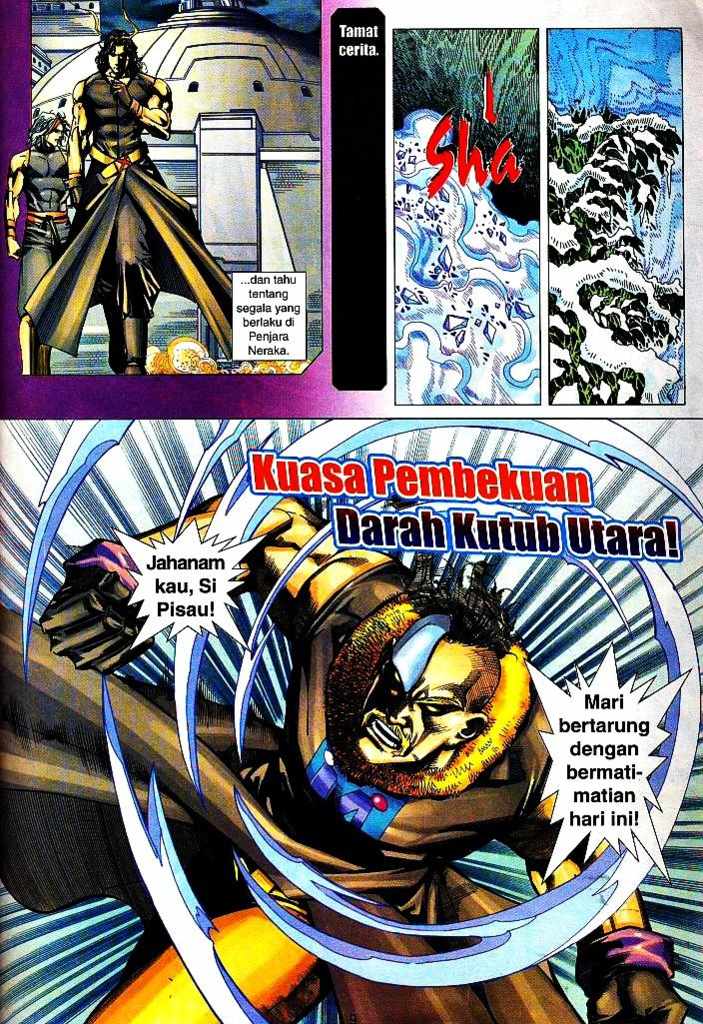 ...dan tahu
tentang
segala yang
berlaku di
Penjara
Neraka.
Tamat
cerita.
Sha
Kuasa Pembekuan
Darah Kutub Utara!
Jahanam
kau, Si
Pisau!
Mari
bertarung
dengan
bermati-
matian
hari ini!